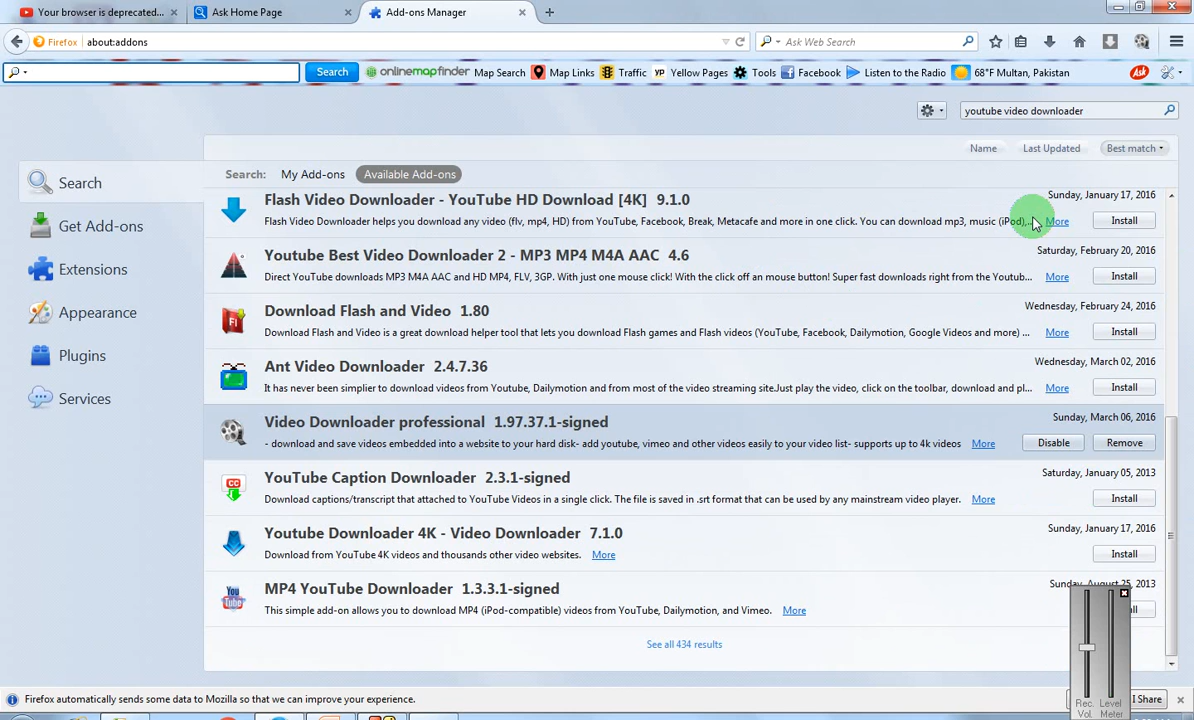 Your browser is deprecated...
Ask Home Page
Add-ons Manager
Firefox
about:addons
Ask Web Search
Search
onlinemapfinder
Map Search
Map Links
Traffic
YP
Yellow Pages
Tools
Facebook
Listen to the Radio
68°F Multan, Pakistan
Ask
youtube video downloader
Name
Last Updated
Best match
Search:
My Add-ons
Available Add-ons
Search
Get Add-ons
Extensions
Appearance
Plugins
Services
Flash Video Downloader - YouTube HD Download [4K] 9.1.0
Sunday, January 17, 2016
Flash Video Downloader helps you download any video (flv, mp4, HD) from YouTube, Facebook, Break, Metacafe and more in one click. You can download mp3, music (iPod),...
More
Install
Youtube Best Video Downloader 2 - MP3 MP4 M4A AAC 4.6
Saturday, February 20, 2016
Direct YouTube downloads MP3 M4A AAC and HD MP4, FLV, 3GP. With just one mouse click! With the click off an mouse button! Super fast downloads right from the Youtub...
More
Install
Download Flash and Video 1.80
Wednesday, February 24, 2016
Download Flash and Video is a great download helper tool that lets you download Flash games and Flash videos (YouTube, Facebook, Dailymotion, Google Videos and more) ...
More
Install
Ant Video Downloader 2.4.7.36
Wednesday, March 02, 2016
It has never been simplier to download videos from Youtube, Dailymotion and from most of the video streaming site.Just play the video, click on the toolbar, download and pl...
More
Install
Video Downloader professional 1.97.37.1-signed
Sunday, March 06, 2016
- download and save videos embedded into a website to your hard disk- add youtube, vimeo and other videos easily to your video list- supports up to 4k videos
More
Disable
Remove
CC
YouTube Caption Downloader 2.3.1-signed
Saturday, January 05, 2013
Download captions/transcript that attached to YouTube Videos in a single click. The file is saved in .srt format that can be used by any mainstream video player.
More
Install
Youtube Downloader 4K - Video Downloader 7.1.0
Sunday, January 17, 2016
Download from YouTube 4K videos and thousands other video websites.
More
Install
You
Tube
MP4 YouTube Downloader 1.3.3.1-signed
Sunday, August 25, 2013
This simple add-on allows you to download MP4 (iPod-compatible) videos from YouTube, Dailymotion, and Vimeo.
More
See all 434 results
Firefox automatically sends some data to Mozilla so that we can improve your experience.
I Share
Rec. Vol.
Level Meter